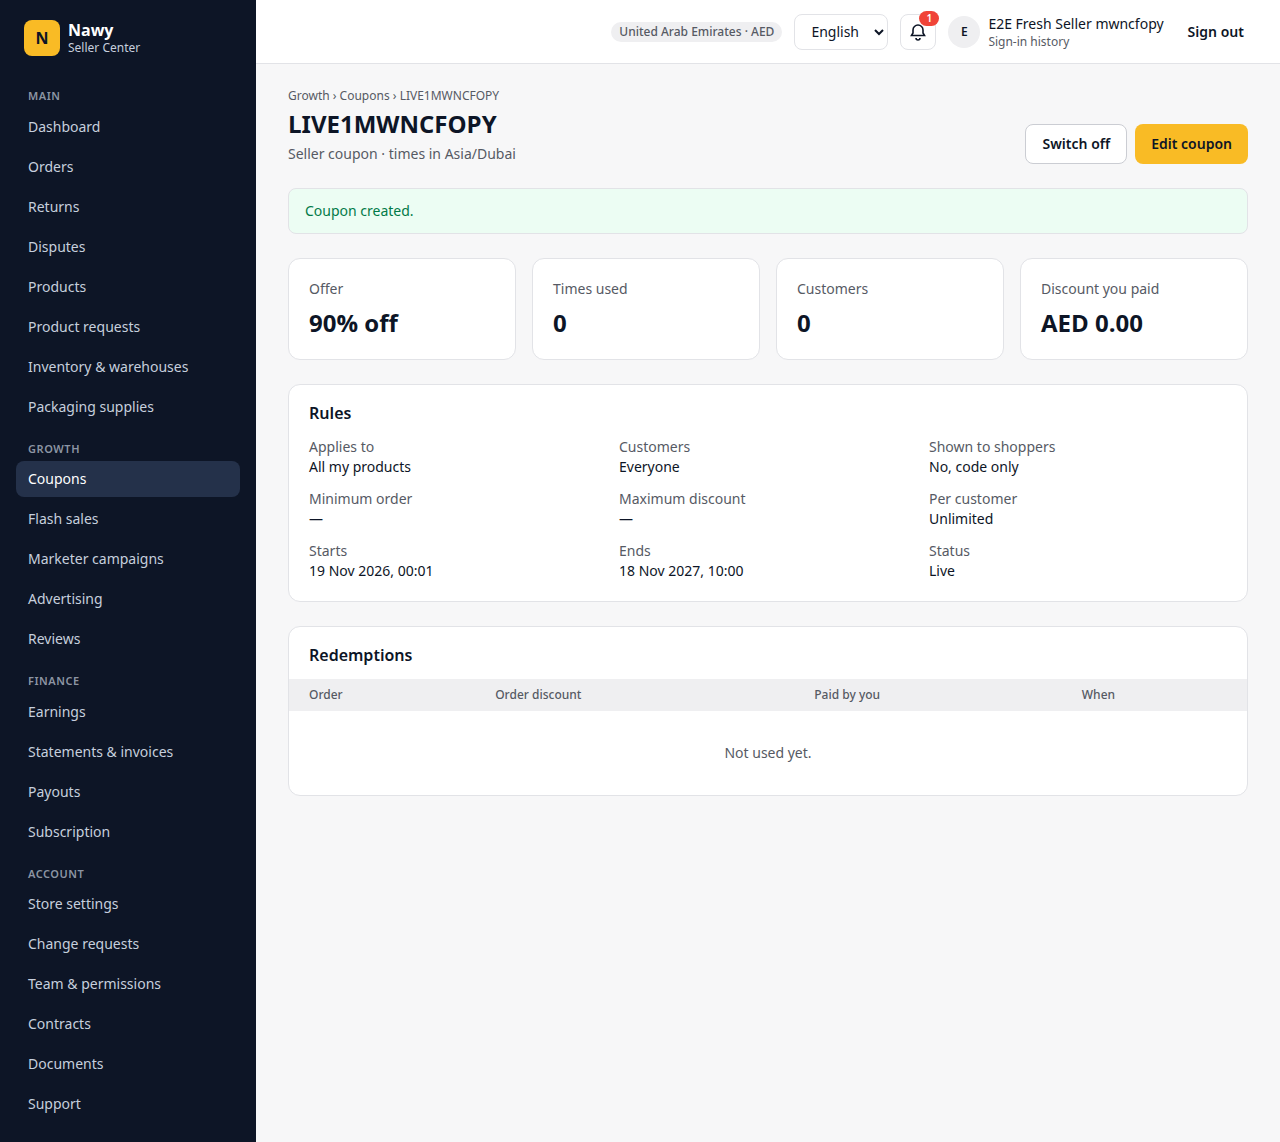 N
Nawy
Seller Center
MAIN
Dashboard
Orders
Returns
Disputes
Products
Product requests
Inventory & warehouses
Packaging supplies
GROWTH
Coupons
Flash sales
Marketer campaigns
Advertising
Reviews
FINANCE
Earnings
Statements & invoices
Payouts
Subscription
ACCOUNT
Store settings
Change requests
Team & permissions
Contracts
Documents
Support
United Arab Emirates · AED
English
1
E
E2E Fresh Seller mwncfopy
Sign-in history
Sign out
Growth › Coupons › LIVE1MWNCFOPY
LIVE1MWNCFOPY
Seller coupon · times in Asia/Dubai
Switch off
Edit coupon
Coupon created.
Offer
90% off
Times used
0
Customers
0
Discount you paid
AED 0.00
Rules
Applies to
All my products
Customers
Everyone
Shown to shoppers
No, code only
Minimum order
—
Maximum discount
—
Per customer
Unlimited
Starts
19 Nov 2026, 00:01
Ends
18 Nov 2027, 10:00
Status
Live
Redemptions
Order Order discount Paid by you When
Not used yet.